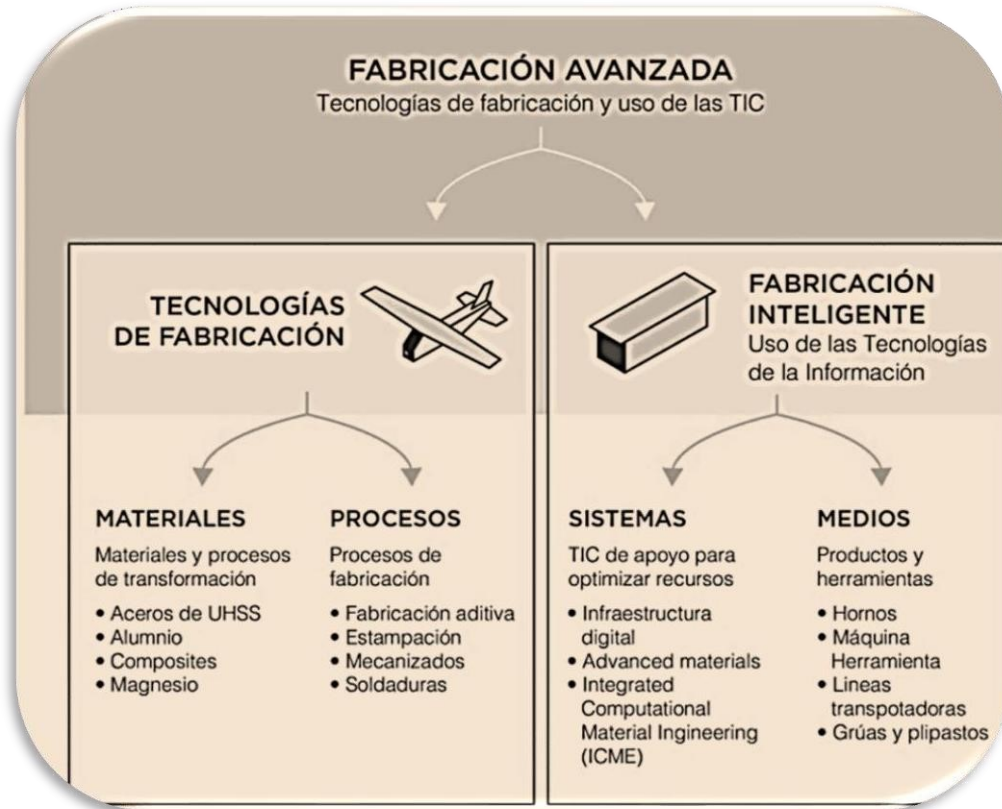 FABRICACIÓN AVANZADA
Tecnologías de fabricación y uso de las TIC
TECNOLOGÍAS
DE FABRICACIÓN
MATERIALES
Materiales y procesos
de transformación
• Aceros de UHSS
• Alumnio
• Composites
• Magnesio
PROCESOS
Procesos de
fabricación
• Fabricación aditiva
• Estampación
• Mecanizados
• Soldaduras
FABRICACIÓN
INTELIGENTE
Uso de las Tecnologías
de la Información
SISTEMAS
TIC de apoyo para
optimizar recursos
• Infraestructura
digital
• Advanced materials
• Integrated
Computational
Material Ingineering
(ICME)
MEDIOS
Productos y
herramientas
• Hornos
• Máquina
Herramienta
• Lineas
transpotadoras
• Grúas y plipastos